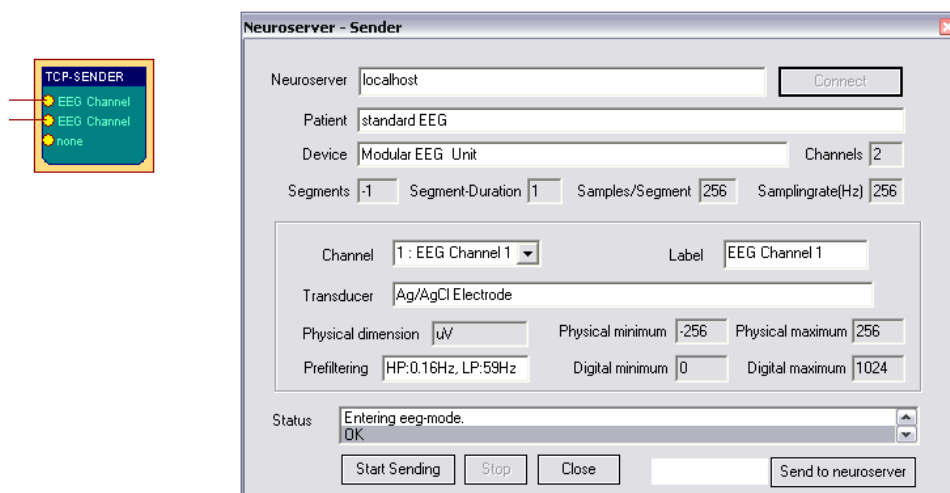 Neuroserver - Sender
TCP-SENDER
EEG Channel
EEG Channel
none
Neuroserver localhost Connect
Patient standard EEG
Device Modular EEG Unit Channels 2
Segments -1 Segment-Duration 1 Samples/Segment 256 Samplingrate(Hz) 256
Channel 1 : EEG Channel 1 Label EEG Channel 1
Transducer Ag/AgCl Electrode
Physical dimension uV Physical minimum -256 Physical maximum 256
Prefiltering HP:0.16Hz, LP:59Hz Digital minimum 0 Digital maximum 1024
Status Entering eeg-mode.
OK
Start Sending Stop Close Send to neuroserver